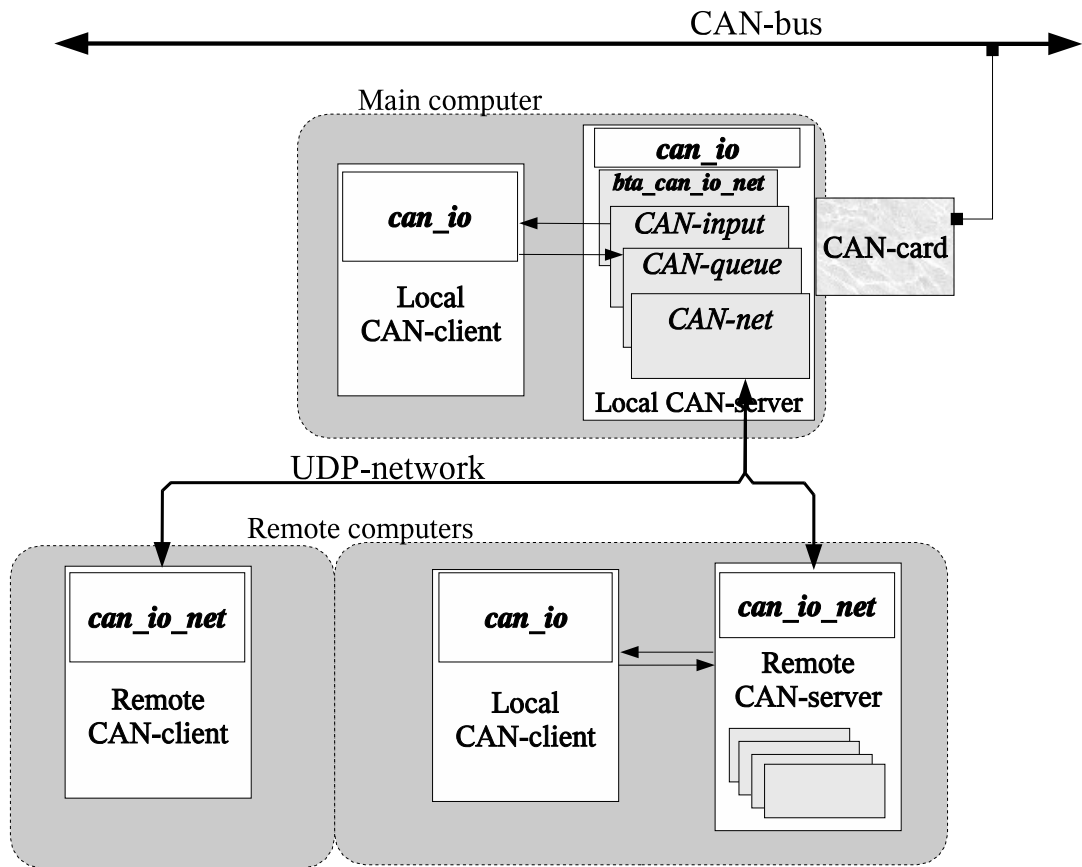 CAN-bus
Main computer
can_io
bta_can_io_net
can_io
CAN-input
CAN-queue
CAN-card
Local
CAN-client
CAN-net
Local CAN-server
UDP-network
Remote computers
can_io_net
can_io
can_io_net
Remote
CAN-client
Local
CAN-client
Remote
CAN-server